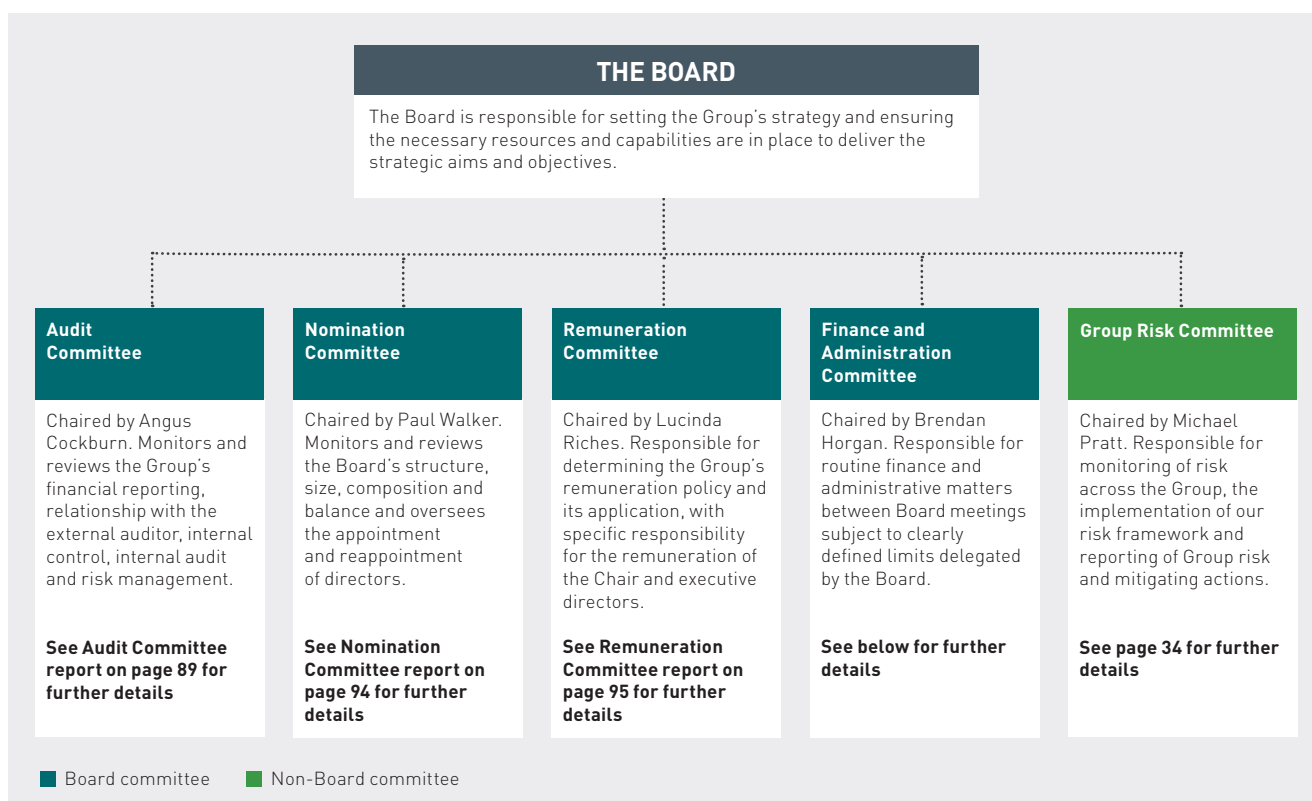 THE BOARD
The Board is responsible for setting the Group’s strategy and ensuring
the necessary resources and capabilities are in place to deliver the
strategic aims and objectives.
Audit
Committee
Chaired by Angus
Cockburn. Monitors and
reviews the Group’s
financial reporting,
relationship with the
external auditor, internal
control, internal audit
and risk management.
See Audit Committee
report on page 89 for
further details
Nomination
Committee
Chaired by Paul Walker.
Monitors and reviews
the Board’s structure,
size, composition and
balance and oversees
the appointment
and reappointment
of directors.
See Nomination
Committee report on
page 94 for further
details
Remuneration
Committee
Chaired by Lucinda
Riches. Responsible for
determining the Group’s
remuneration policy and
its application, with
specific responsibility
for the remuneration of
the Chair and executive
directors.
See Remuneration
Committee report on
page 95 for further
details
Finance and
Administration
Committee
Chaired by Brendan
Horgan. Responsible for
routine finance and
administrative matters
between Board meetings
subject to clearly
defined limits delegated
by the Board.
See below for further
details
Group Risk Committee
Chaired by Michael
Pratt. Responsible for
monitoring of risk
across the Group, the
implementation of our
risk framework and
reporting of Group risk
and mitigating actions.
See page 34 for further
details
Board committee
Non-Board committee